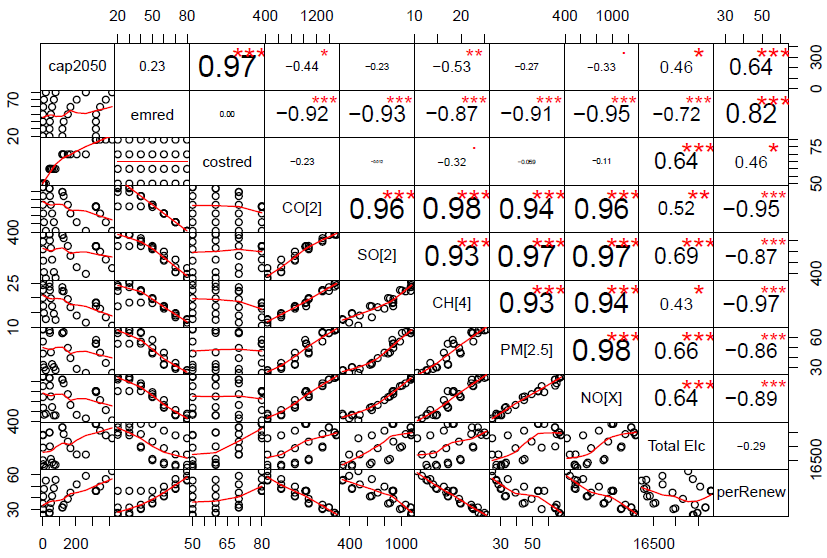 20 50 80 400 1200 10 20 400 1000 30 50
cap2050 0.23 0.97 *** −0.44 * −0.23 −0.53 ** −0.27 −0.33 . 0.46 * 0.64 *** 0 300
20 70 emred 0.00 −0.92 *** −0.93 *** −0.87 *** −0.91 *** −0.95 *** −0.72 *** 0.82 ***
costred −0.23 −0.32 . −0.11 0.64 *** 0.46 * 50 75
400 CO[2] 0.96 *** 0.98 *** 0.94 *** 0.96 *** 0.52 ** −0.95 ***
SO[2] 0.93 *** 0.97 *** 0.97 *** 0.69 *** −0.87 *** 400
10 25 CH[4] 0.93 *** 0.94 *** 0.43 * −0.97 ***
PM[2.5] 0.98 *** 0.66 *** −0.86 *** 30 60
400 NO[X] 0.64 *** −0.89 ***
Total Elc −0.29 16500
30 60 perRenew
0 200 50 65 80 400 1000 30 50 16500